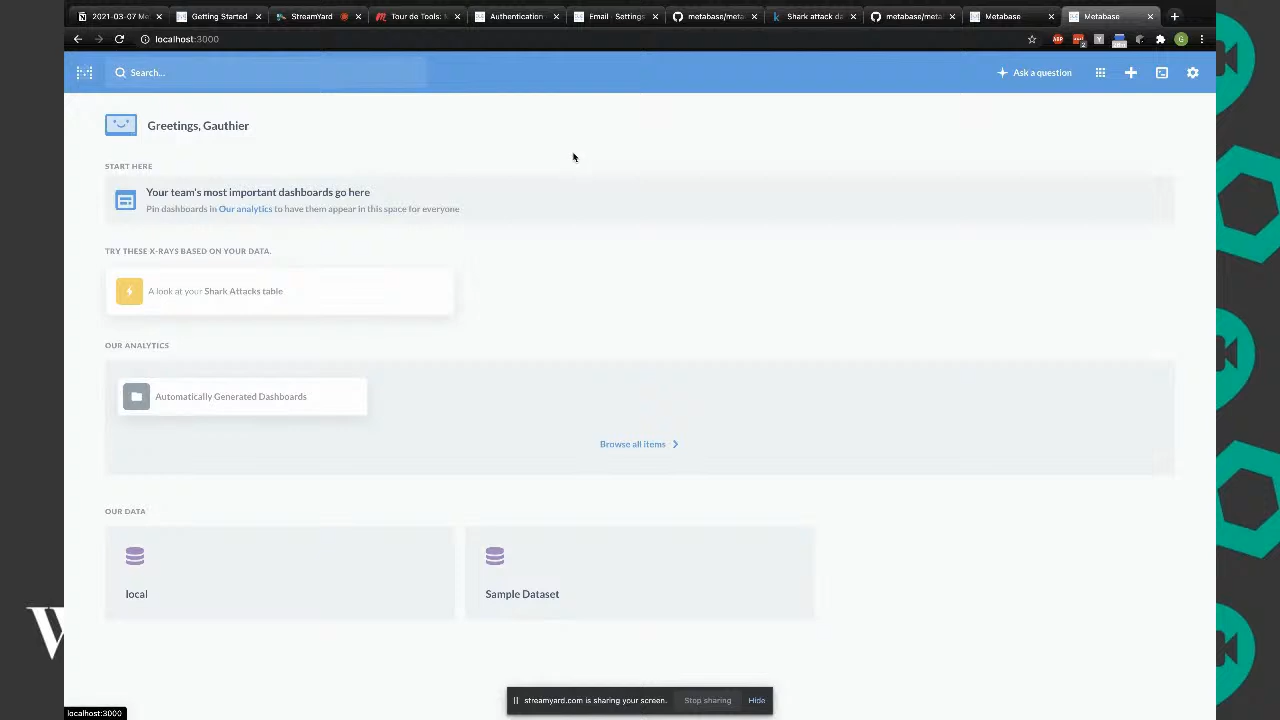 2021-03-07 Me
Getting Started
StreamYard
Tour de Tools: M
Authentication
Email · Settings
metabase/meta
Shark attack da
metabase/meta
Metabase
Metabase
localhost:3000
Search...
Ask a question
Greetings, Gauthier
START HERE
Your team's most important dashboards go here
Pin dashboards in Our analytics to have them appear in this space for everyone
TRY THESE X-RAYS BASED ON YOUR DATA.
A look at your Shark Attacks table
OUR ANALYTICS
Automatically Generated Dashboards
Browse all items
OUR DATA
local
Sample Dataset
W
streamyard.com is sharing your screen.
Stop sharing
Hide
localhost:3000